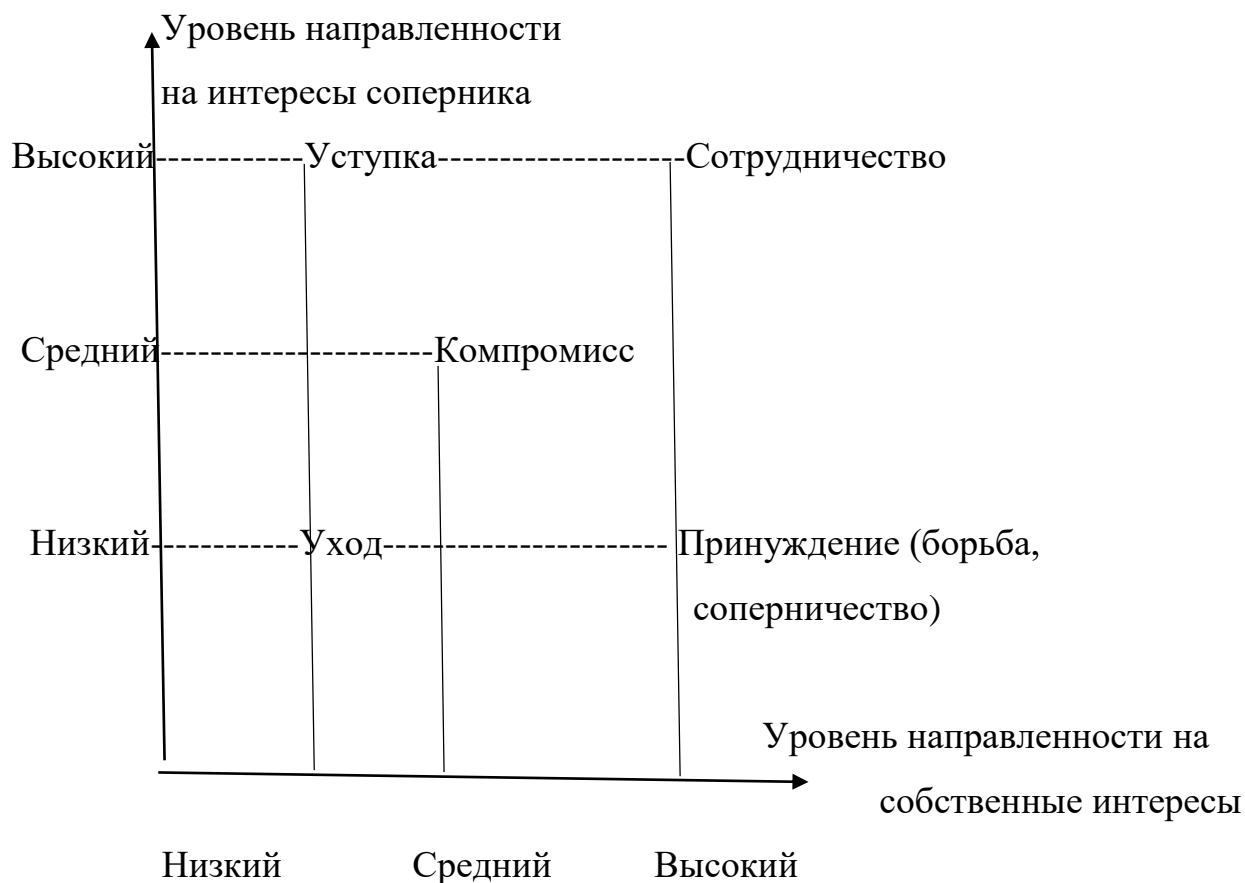 Уровень направленности
на интересы соперника
Высокий-----------Уступка-------------------Сотрудничество
Средний---------------------Компромисс
Низкий-----------Уход---------------------- Принуждение (борьба,
соперничество)
Уровень направленности на
собственные интересы
Низкий Средний Высокий